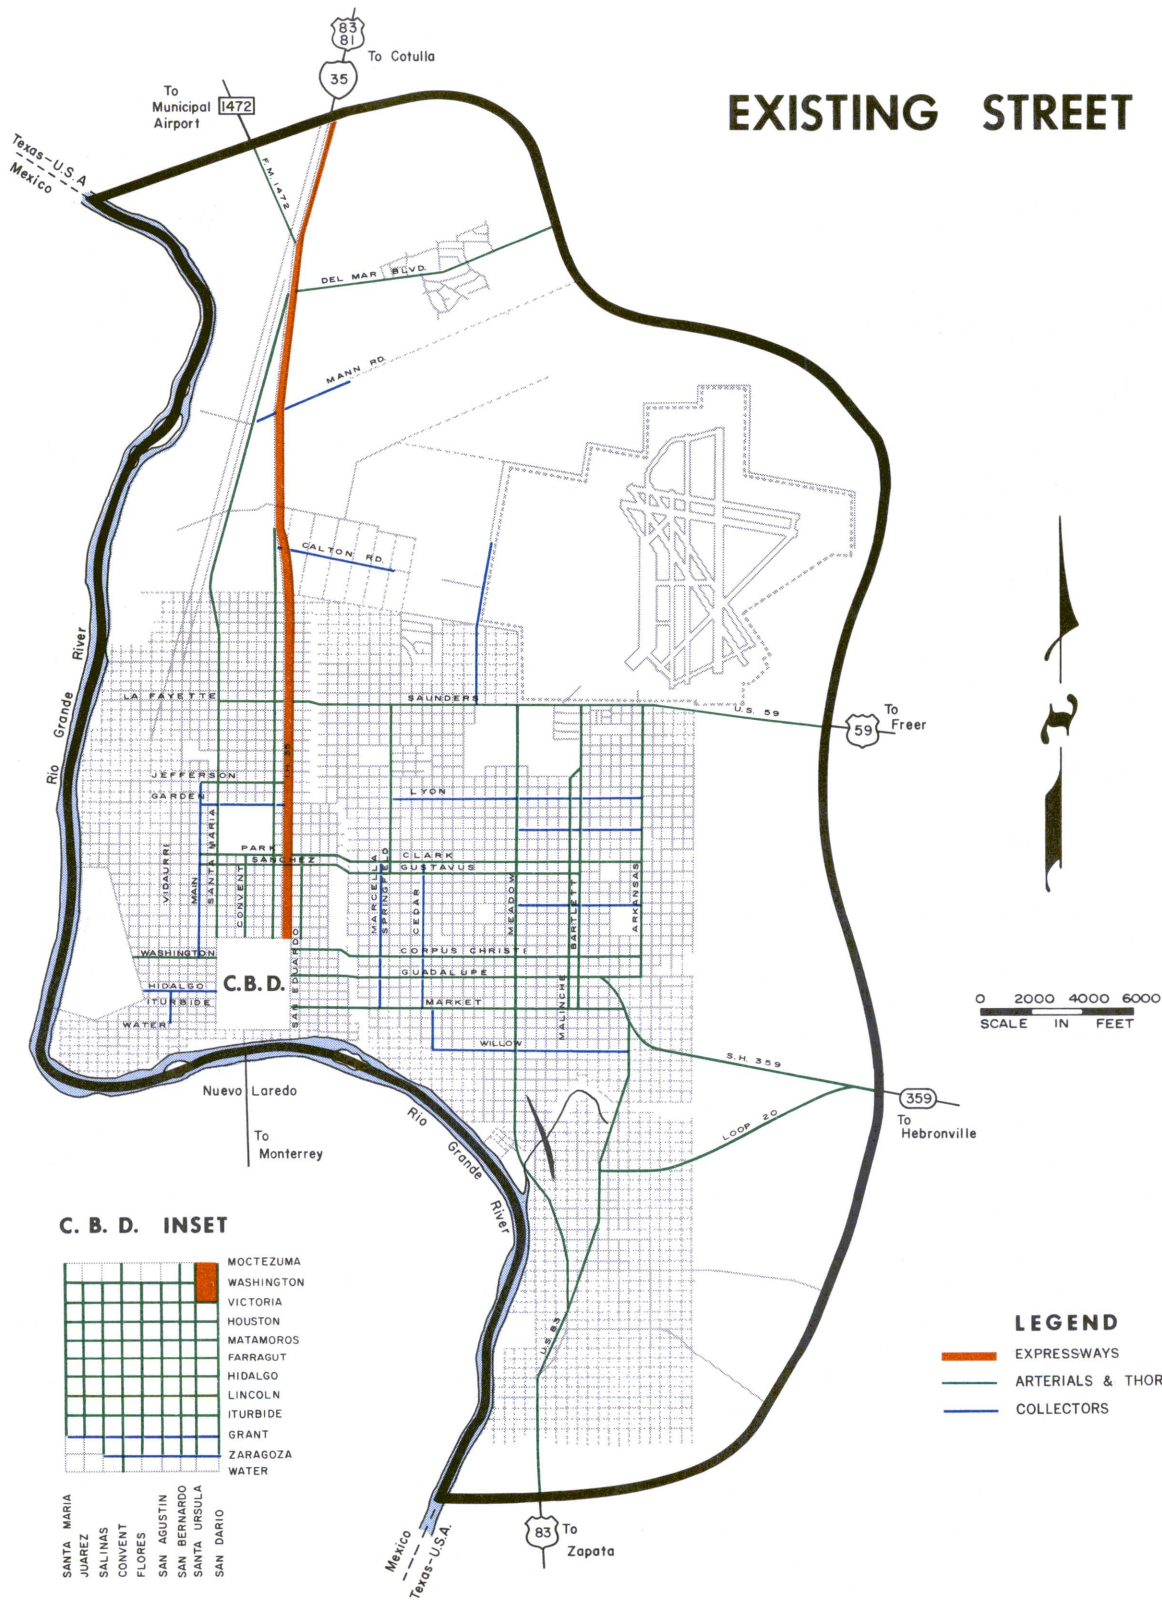 83
81
To Cotulla
35
To
Municipal
Airport
1472
EXISTING STREET
Texas-U.S.A
Mexico
F.M. 1472
DEL MAR BLVD.
MANN RD.
CALTON RD.
Rio Grande River
LA FAYETTE
SAUNDERS
U.S. 59
59
To
Freer
I.H. 35
JEFFERSON
GARDEN
LYON
VIDAURRI
MAIN
SANTA MARIA
CONVENT
PARK
SANCHEZ
CLARK
GUSTAVUS
MARCELLA
SPRINGFIELD
CEDAR
MEADOW
BARTLETT
ARKANSAS
WASHINGTON
C.B.D.
SAN EDUARDO
CORPUS CHRISTI
GUADALUPE
HIDALGO
ITURBIDE
MARKET
MALINCHE
WATER
WILLOW
0 2000 4000 6000
SCALE IN FEET
S.H. 359
359
To
Hebronville
LOOP 20
Nuevo Laredo
To
Monterrey
Rio Grande River
U.S. 83
C. B. D. INSET
MOCTEZUMA
WASHINGTON
VICTORIA
HOUSTON
MATAMOROS
FARRAGUT
HIDALGO
LINCOLN
ITURBIDE
GRANT
ZARAGOZA
WATER
SANTA MARIA
JUAREZ
SALINAS
CONVENT
FLORES
SAN AGUSTIN
SAN BERNARDO
SANTA URSULA
SAN DARIO
LEGEND
EXPRESSWAYS
ARTERIALS & THOR
COLLECTORS
83
To
Zapata
Mexico
Texas-U.S.A.